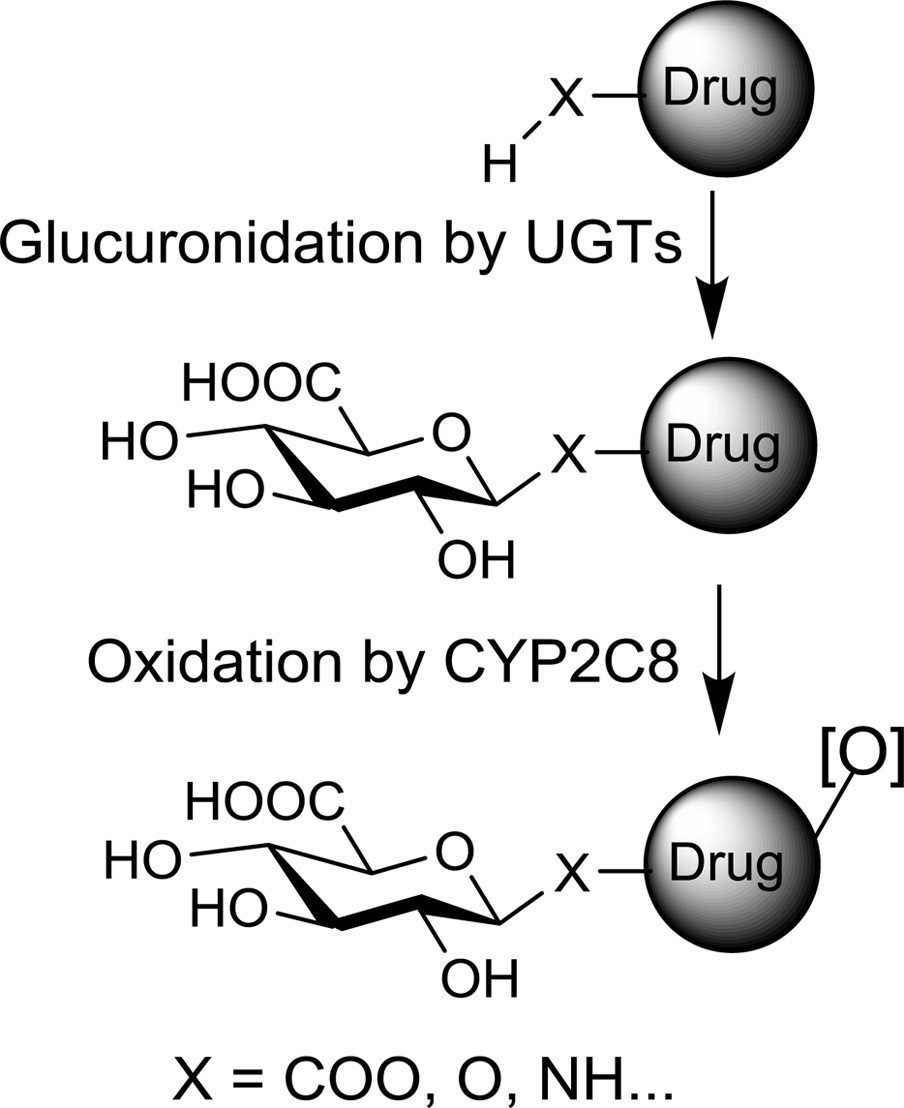 Drug
X
H
Glucuronidation by UGTs
HOOC
HO
O
X
Drug
HO
OH
Oxidation by CYP2C8
[O]
HOOC
HO
O
X
Drug
HO
OH
X = COO, O, NH...